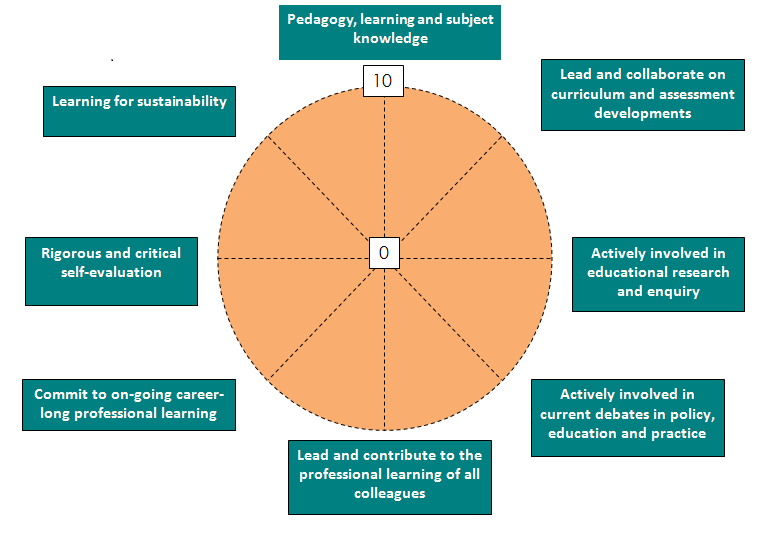 Pedagogy, learning and subject
knowledge
10
Lead and collaborate on
curriculum and assessment
developments
Learning for sustainability
Rigorous and critical
self-evaluation
0
Actively involved in
educational research
and enquiry
Commit to on-going career-
long professional learning
Actively involved in
current debates in policy,
education and practice
Lead and contribute to the
professional learning of all
colleagues